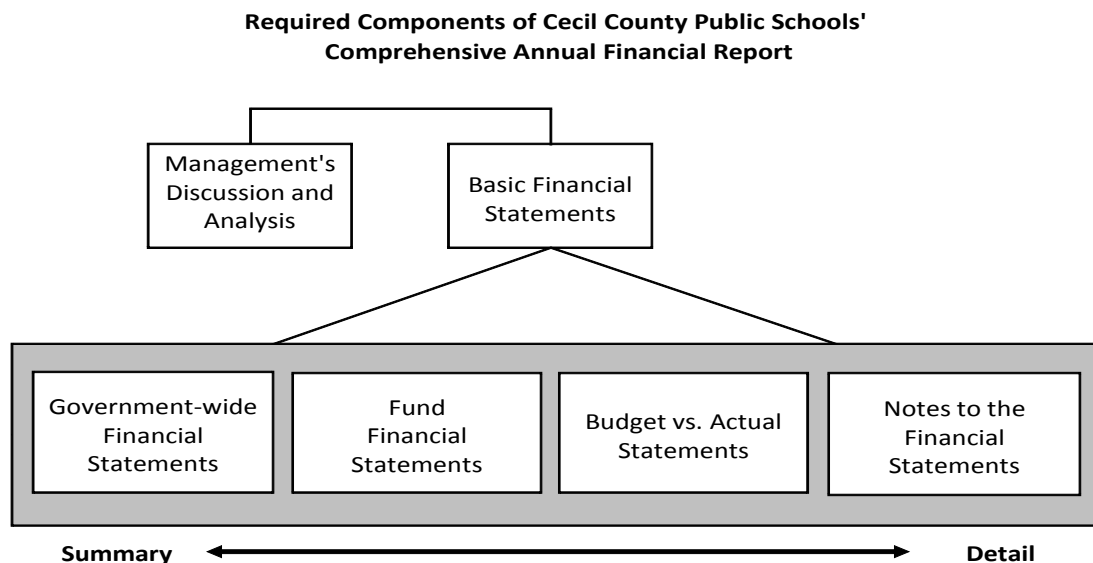 Required Components of Cecil County Public Schools'
Comprehensive Annual Financial Report
Management's
Discussion and
Analysis
Basic Financial
Statements
Government-wide
Financial
Statements
Fund
Financial
Statements
Budget vs. Actual
Statements
Notes to the
Financial
Statements
Summary
Detail